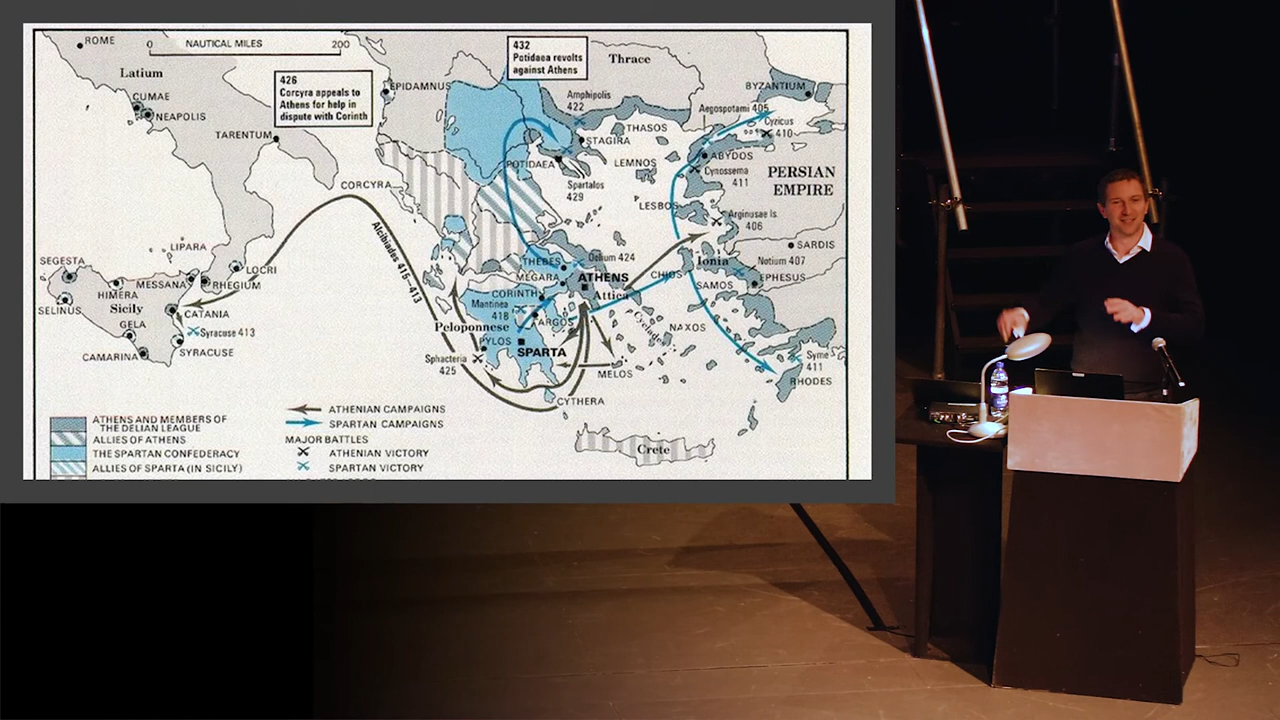 ROME
0 NAUTICAL MILES 200
Latium
426
Corcyra appeals to
Athens for help in
dispute with Corinth
432
Potidaea revolts
against Athens
Thrace
CUMAE
NEAPOLIS
TARENTUM
EPIDAMNUS
BYZANTIUM
Amphipolis
422
Aegospotami 405
Cyzicus
410
THASOS
STAGIRA
POTIDAEA
LEMNOS
ABYDOS
Cynossema
411
PERSIAN
EMPIRE
CORCYRA
Spartalos
429
LESBOS
Arginusae Is.
406
Alcibiades 415–413
LIPARA
SEGESTA
LOCRI
MESSANA
RHEGIUM
HIMERA
SELINUS
Sicily
CATANIA
GELA
Syracuse 413
CAMARINA
SYRACUSE
SARDIS
THEBES
Delium 424
Ionia
Notium 407
MEGARA
ATHENS
CHIOS
EPHESUS
CORINTH
Attica
SAMOS
Mantinea
418
ARGOS
Cyclades
NAXOS
Peloponnese
PYLOS
SPARTA
Sphacteria
425
MELOS
Syme
411
RHODES
CYTHERA
Crete
ATHENS AND MEMBERS OF
THE DELIAN LEAGUE
ALLIES OF ATHENS
THE SPARTAN CONFEDERACY
ALLIES OF SPARTA (IN SICILY)
ATHENIAN CAMPAIGNS
SPARTAN CAMPAIGNS
MAJOR BATTLES
ATHENIAN VICTORY
SPARTAN VICTORY